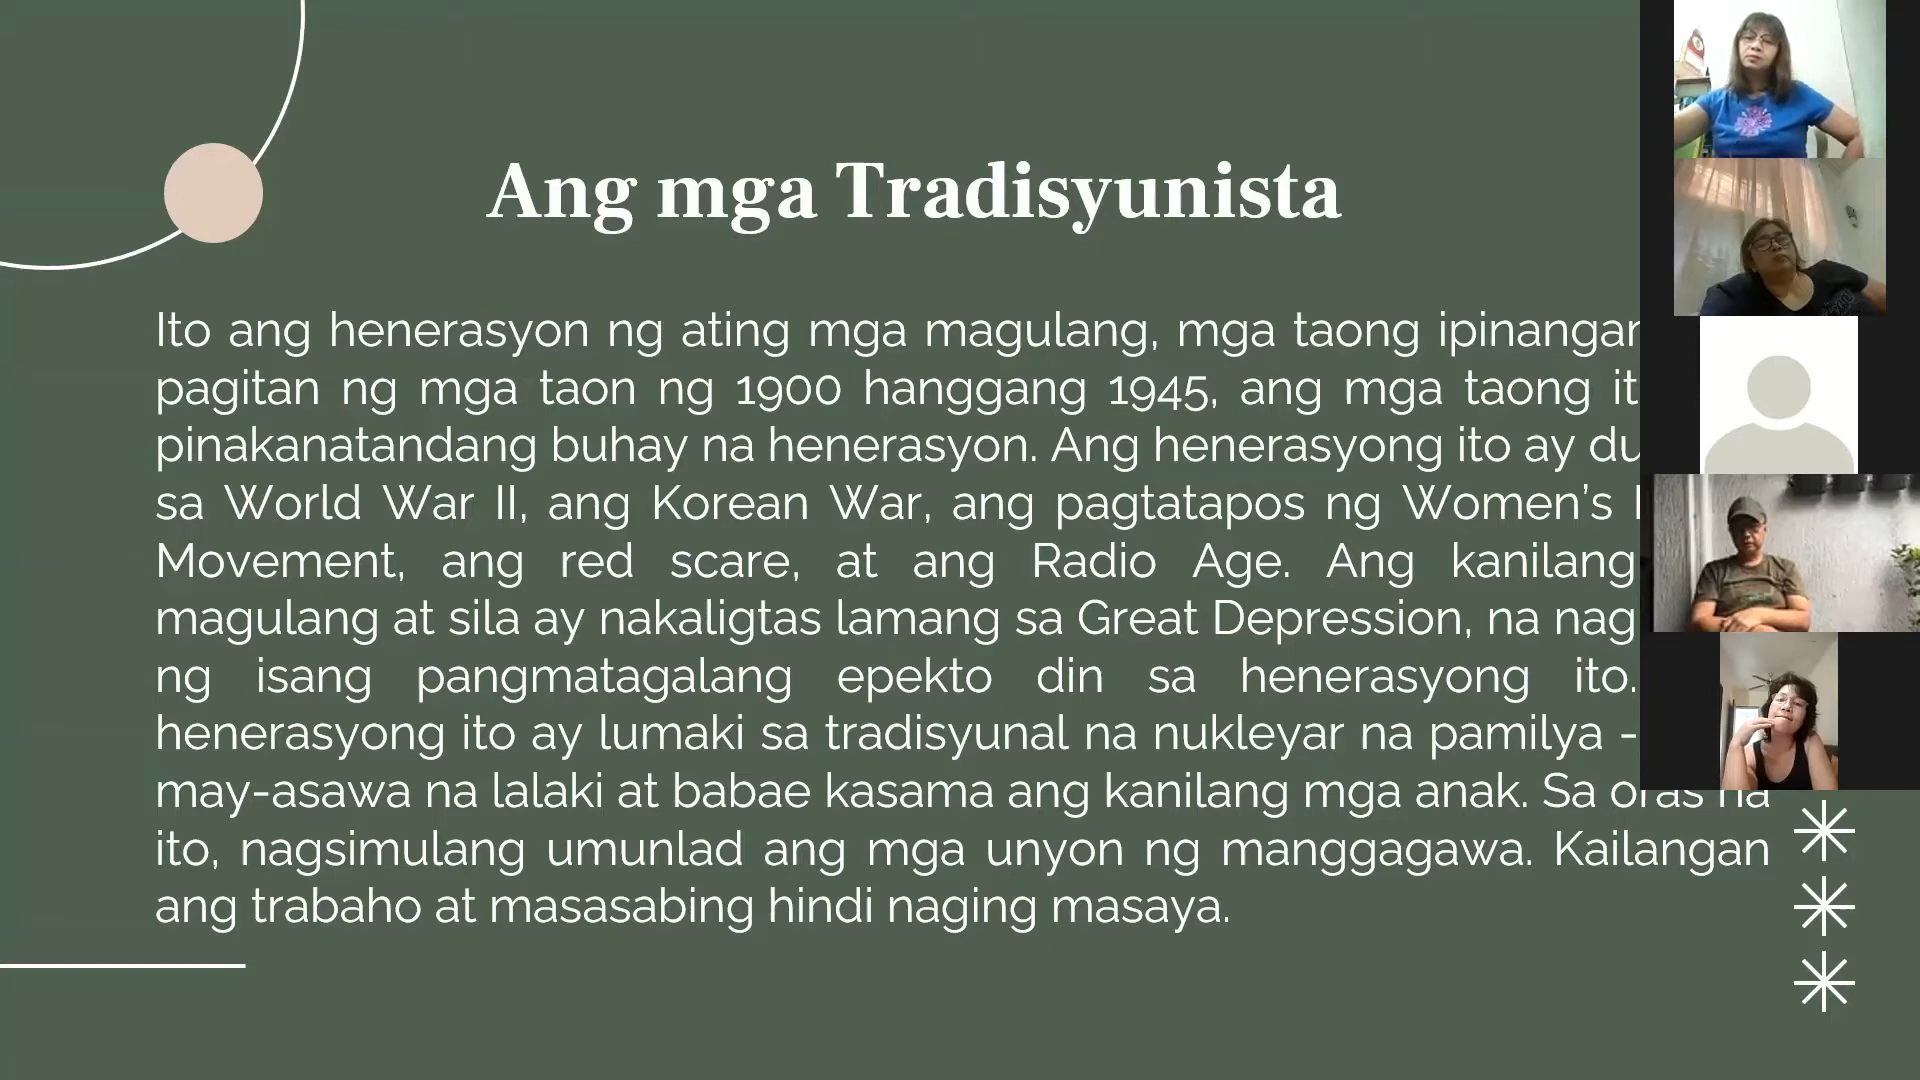 Ang mga Tradisyunista
Ito ang henerasyon ng ating mga magulang, mga taong
pagitan ng mga taon ng 1900 hanggang 1945, ang mga taong
pinakanatandang buhay na henerasyon. Ang henerasyong ito ay
sa World War II, ang Korean War, ang pagtatapos ng Women’s
Movement, ang red scare, at ang Radio Age. Ang kanilang
magulang at sila ay nakaligtas lamang sa Great Depression, na
ng isang pangmatagalang epekto din sa henerasyong ito.
henerasyong ito ay lumaki sa tradisyunal na nukleyar na pamilya -
may-asawa na lalaki at babae kasama ang kanilang mga anak. Sa oras na
ito, nagsimulang umunlad ang mga unyon ng manggagawa. Kailangan
ang trabaho at masasabing hindi naging masaya.